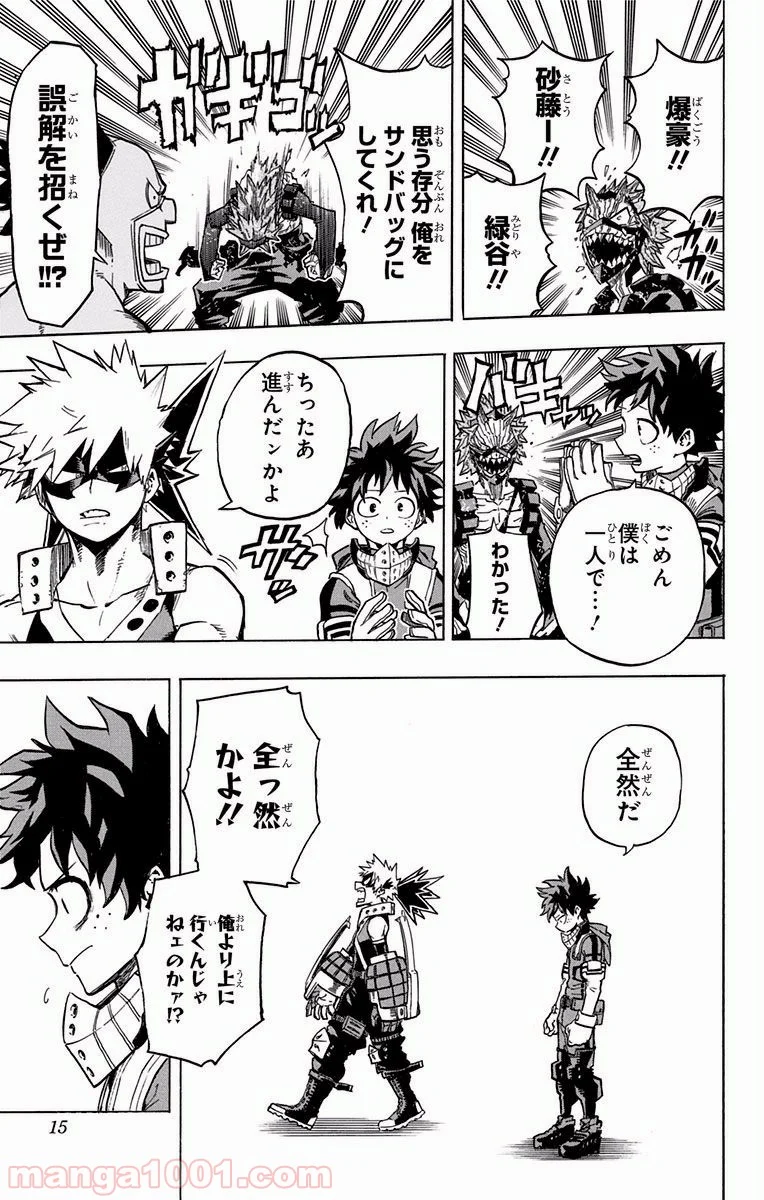 爆豪!!
砂藤ー!!
緑谷!!
ガガガ
思う存分 俺を
サンドバッグに
してくれ!
ガギギン
誤解を招くぜ!!?
ごめん
僕は
一人で…!
バキャッ
わかった!
ちったあ
進んだンかよ
ザッ
全然だ
全っ然
かよ!!
俺より上に
行くんじゃ
ねェのかァ!?
15
manga1001.com